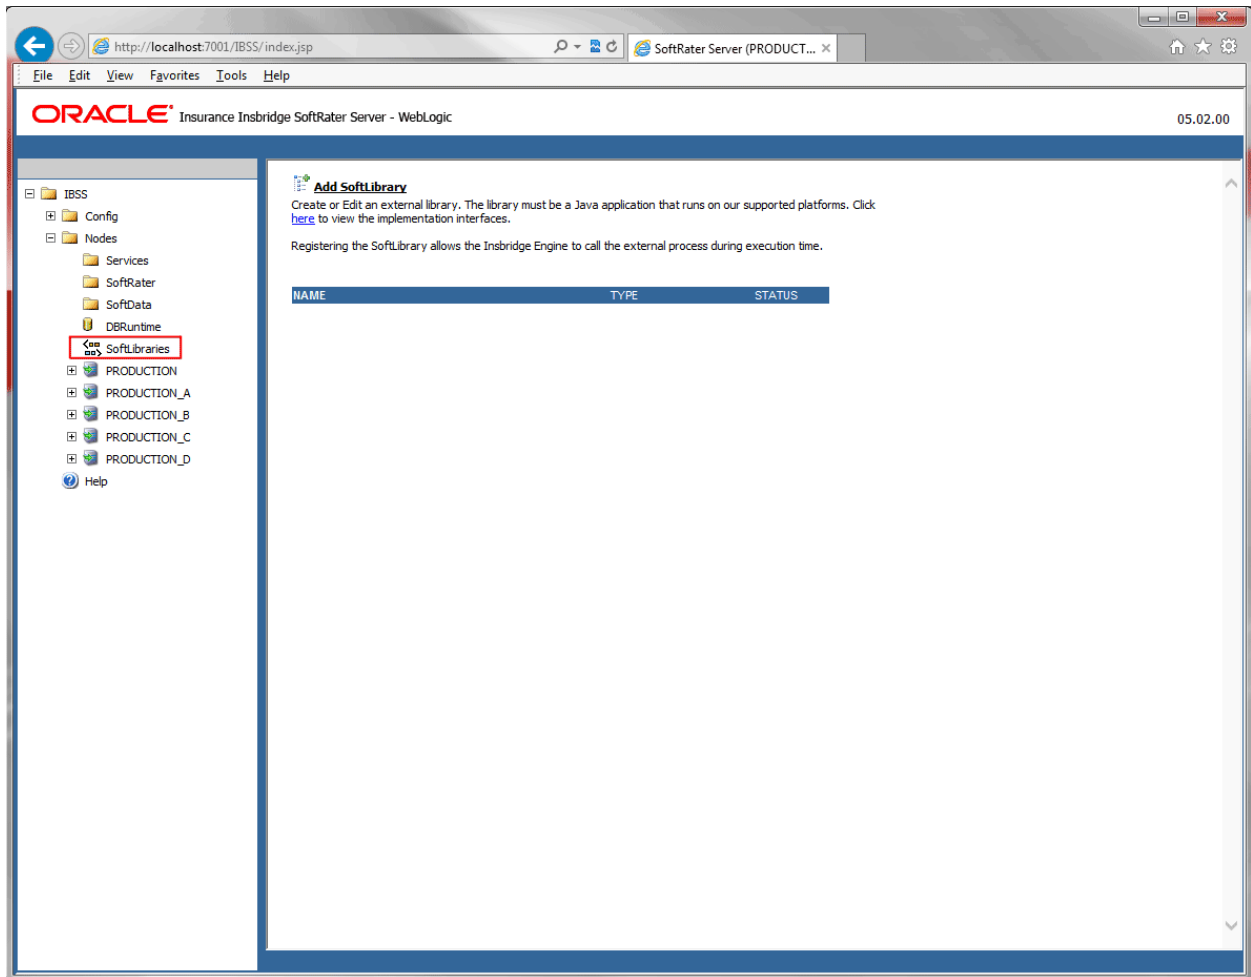 http://localhost:7001/IBSS/index.jsp
SoftRater Server (PRODUCT...
File Edit View Favorites Tools Help
ORACLE Insurance Insbridge SoftRater Server - WebLogic
05.02.00
IBSS
Config
Nodes
Services
SoftRater
SoftData
DBRuntime
SoftLibraries
PRODUCTION
PRODUCTION_A
PRODUCTION_B
PRODUCTION_C
PRODUCTION_D
Help
Add SoftLibrary
Create or Edit an external library. The library must be a Java application that runs on our supported platforms. Click
here to view the implementation interfaces.
Registering the SoftLibrary allows the Insbridge Engine to call the external process during execution time.
NAME TYPE STATUS